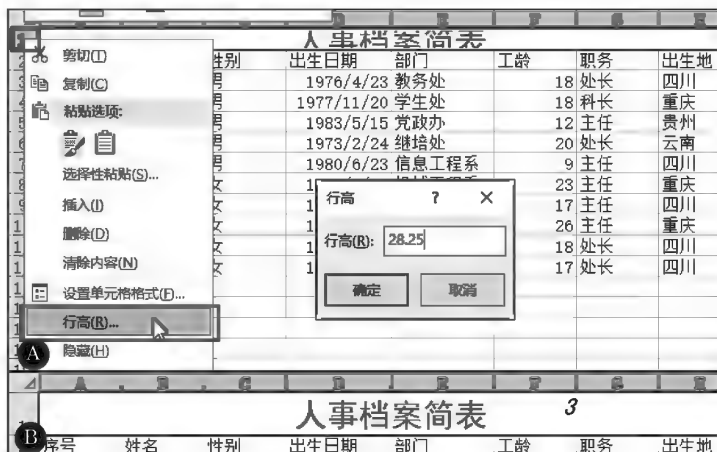 人事档案简表
性别 出生日期 部门 工龄 职务 出生地
剪切(T)
男 1976/4/23 教务处 18 处长 四川
复制(C)
男 1977/11/20 学生处 18 科长 重庆
粘贴选项:
男 1983/5/15 党政办 12 主任 贵州
男 1973/2/24 继培处 20 处长 云南
选择性粘贴(S)...
男 1980/6/23 信息工程系 9 主任 四川
女 23 主任 重庆
插入(I)
女 17 主任 四川
删除(D)
女 26 主任 重庆
清除内容(N)
女 18 处长 四川
女 17 处长 四川
设置单元格格式(F)...
行高(R)...
隐藏(H)
行高 ? ×
行高(R): 28.25
确定 取消
A
人事档案简表 3
B
序号 姓名 性别 出生日期 部门 工龄 职务 出生地